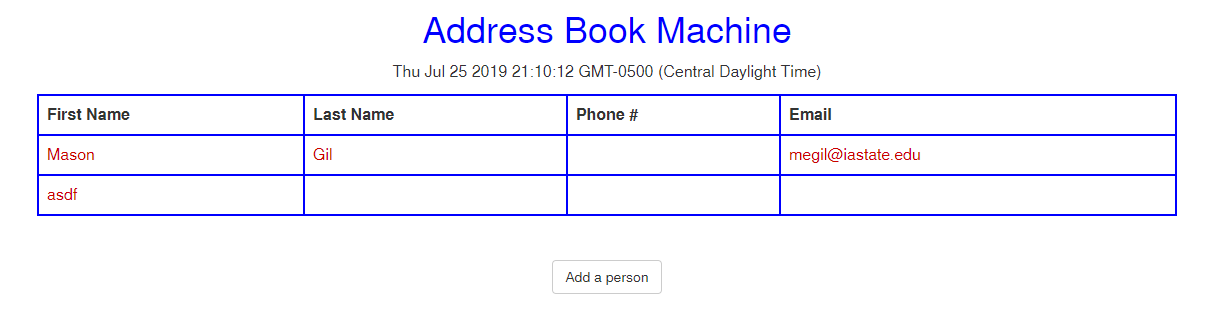 Address Book Machine
Thu Jul 25 2019 21:10:12 GMT-0500 (Central Daylight Time)
First Name Last Name Phone # Email
Mason Gil megil@iastate.edu
asdf
Add a person